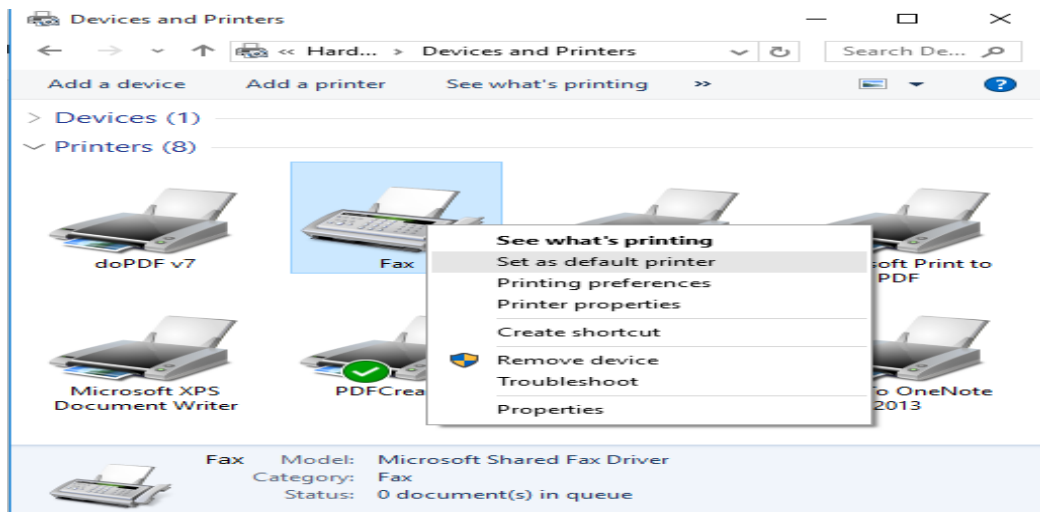 Devices and Printers
« Hard... > Devices and Printers
Search De...
Add a device
Add a printer
See what's printing
»
?
Devices (1)
Printers (8)
doPDF v7
Fax
soft Print to
PDF
See what's printing
Set as default printer
Printing preferences
Printer properties
Create shortcut
Remove device
Troubleshoot
Properties
Microsoft XPS
Document Writer
PDFCrea
o OneNote
2013
Fax
Model: Microsoft Shared Fax Driver
Category: Fax
Status: 0 document(s) in queue